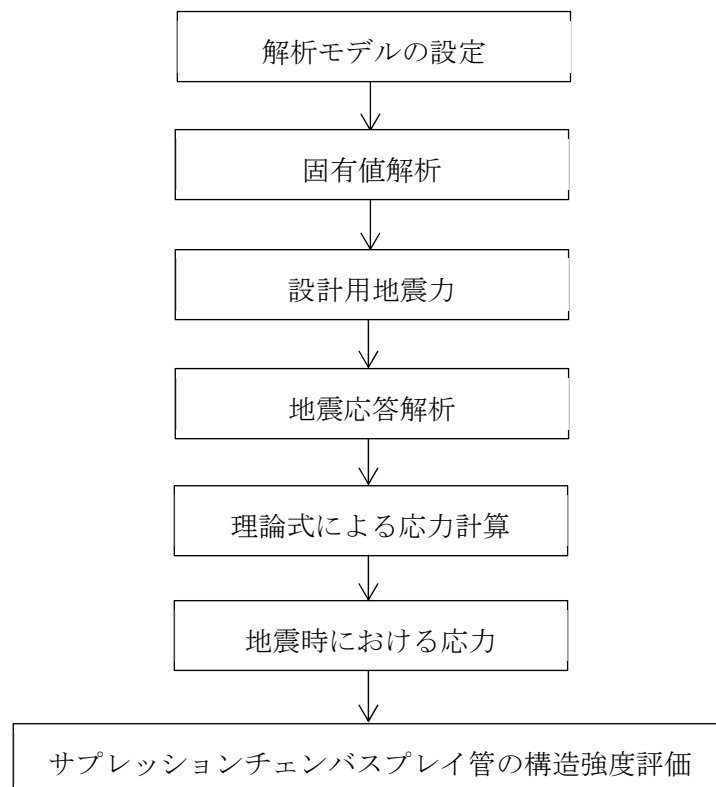 解析モデルの設定
固有値解析
設計用地震力
地震応答解析
理論式による応力計算
地震時における応力
サプレッションチェンバスプレイ管の構造強度評価